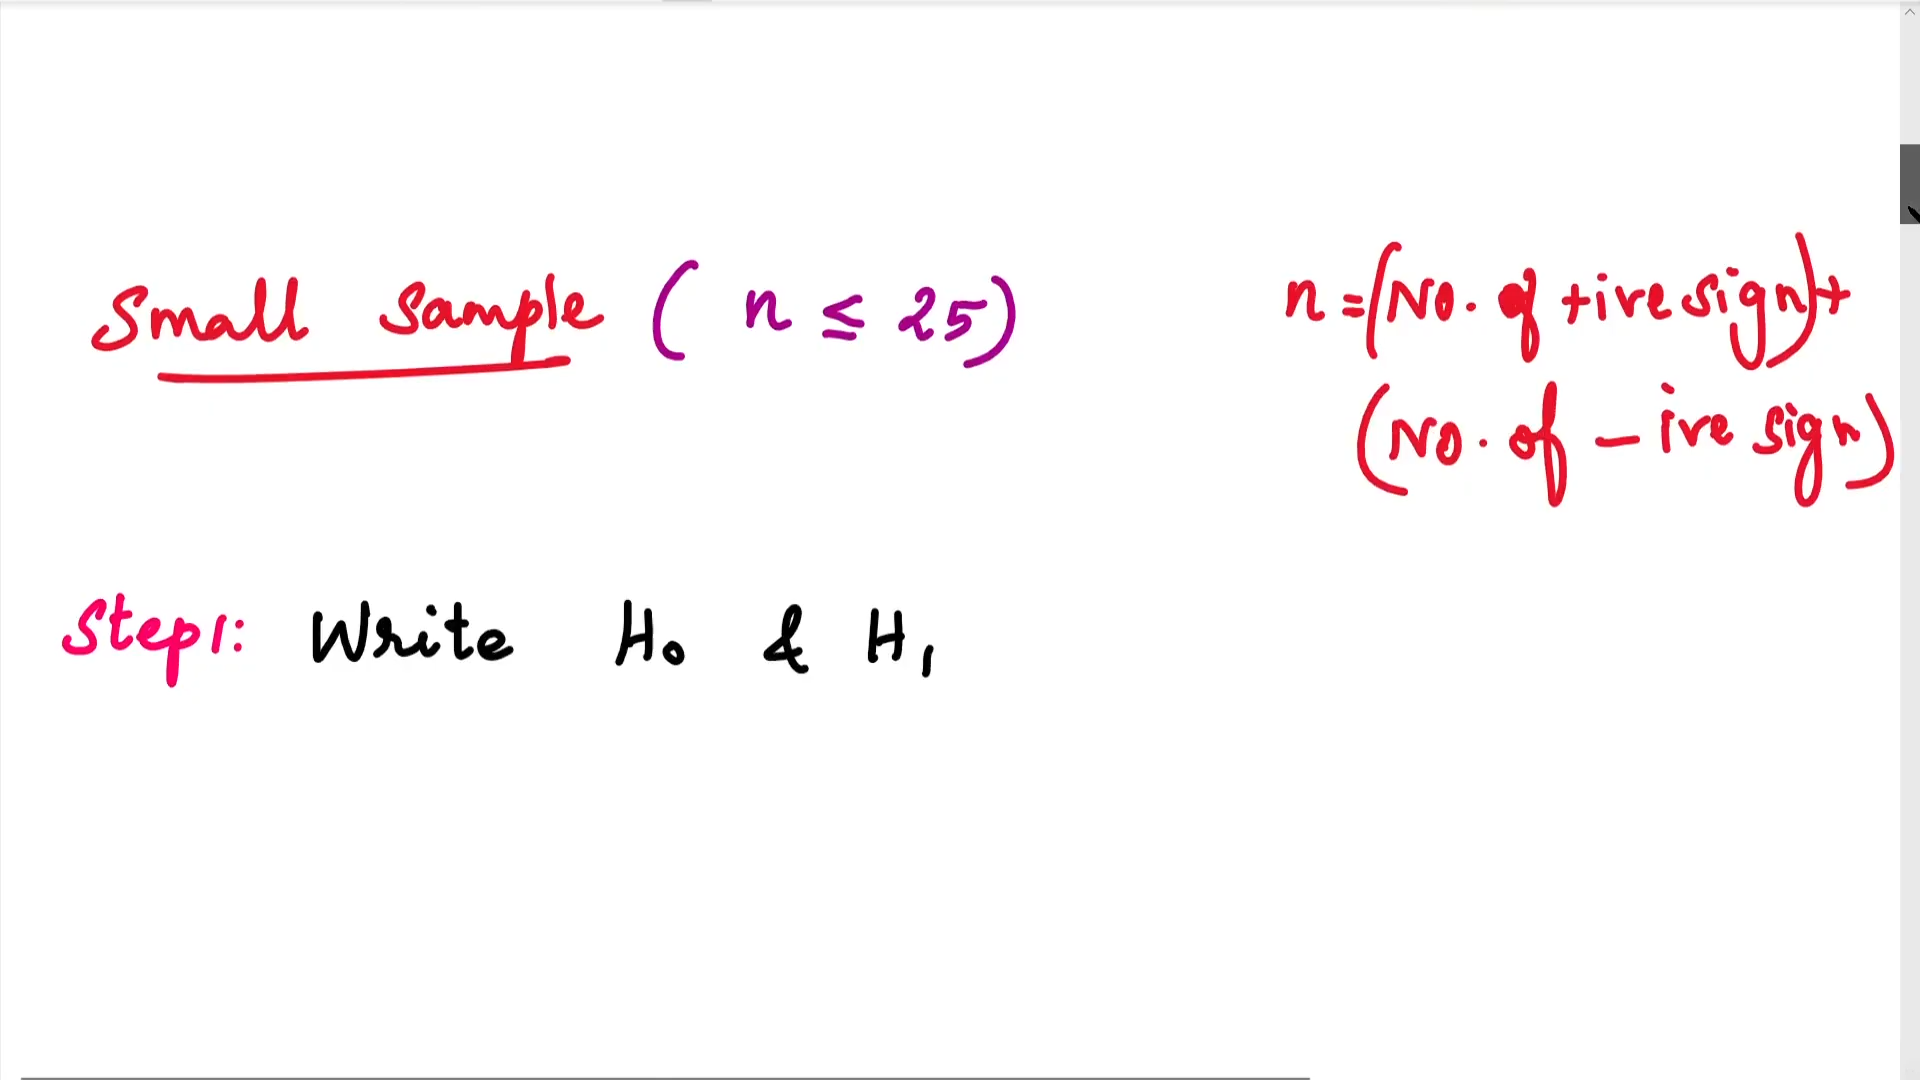 Small Sample ( n ≤ 25)
n = (No. of +ive sign) +
(No. of - ive sign)
Step1: Write H₀ & H₁